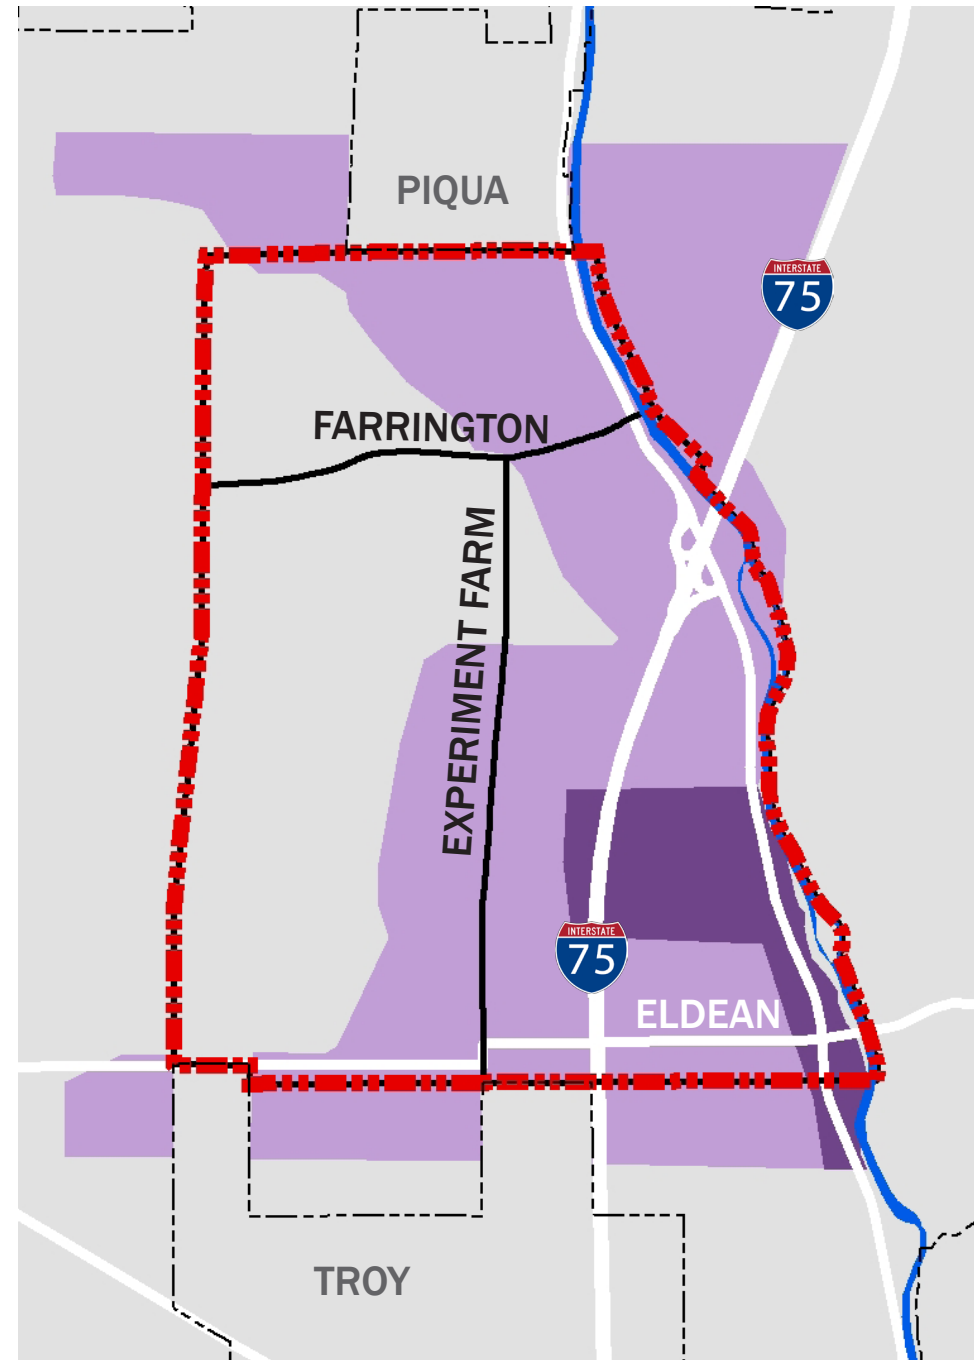 PIQUA
INTERSTATE
75
FARRINGTON
EXPERIMENT FARM
INTERSTATE
75
ELDEAN
TROY